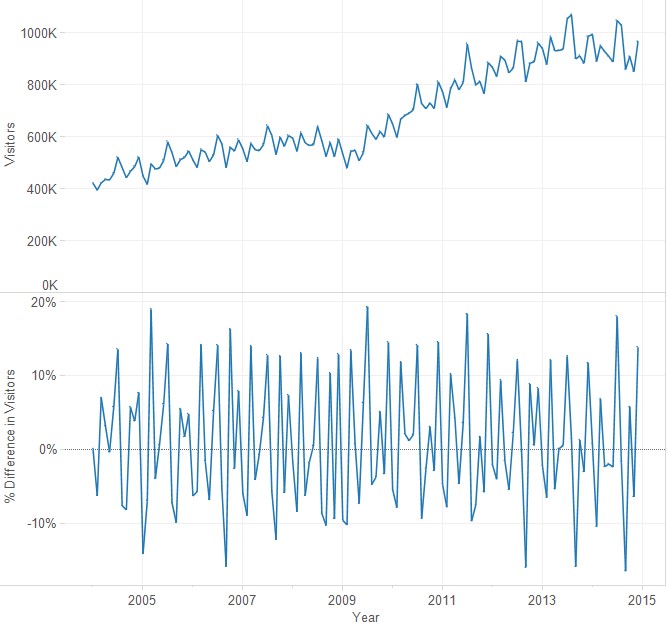 1000K
800K
600K
400K
200K
0K
Visitors
20%
10%
0%
-10%
% Difference in Visitors
2005 2007 2009 2011 2013 2015
Year